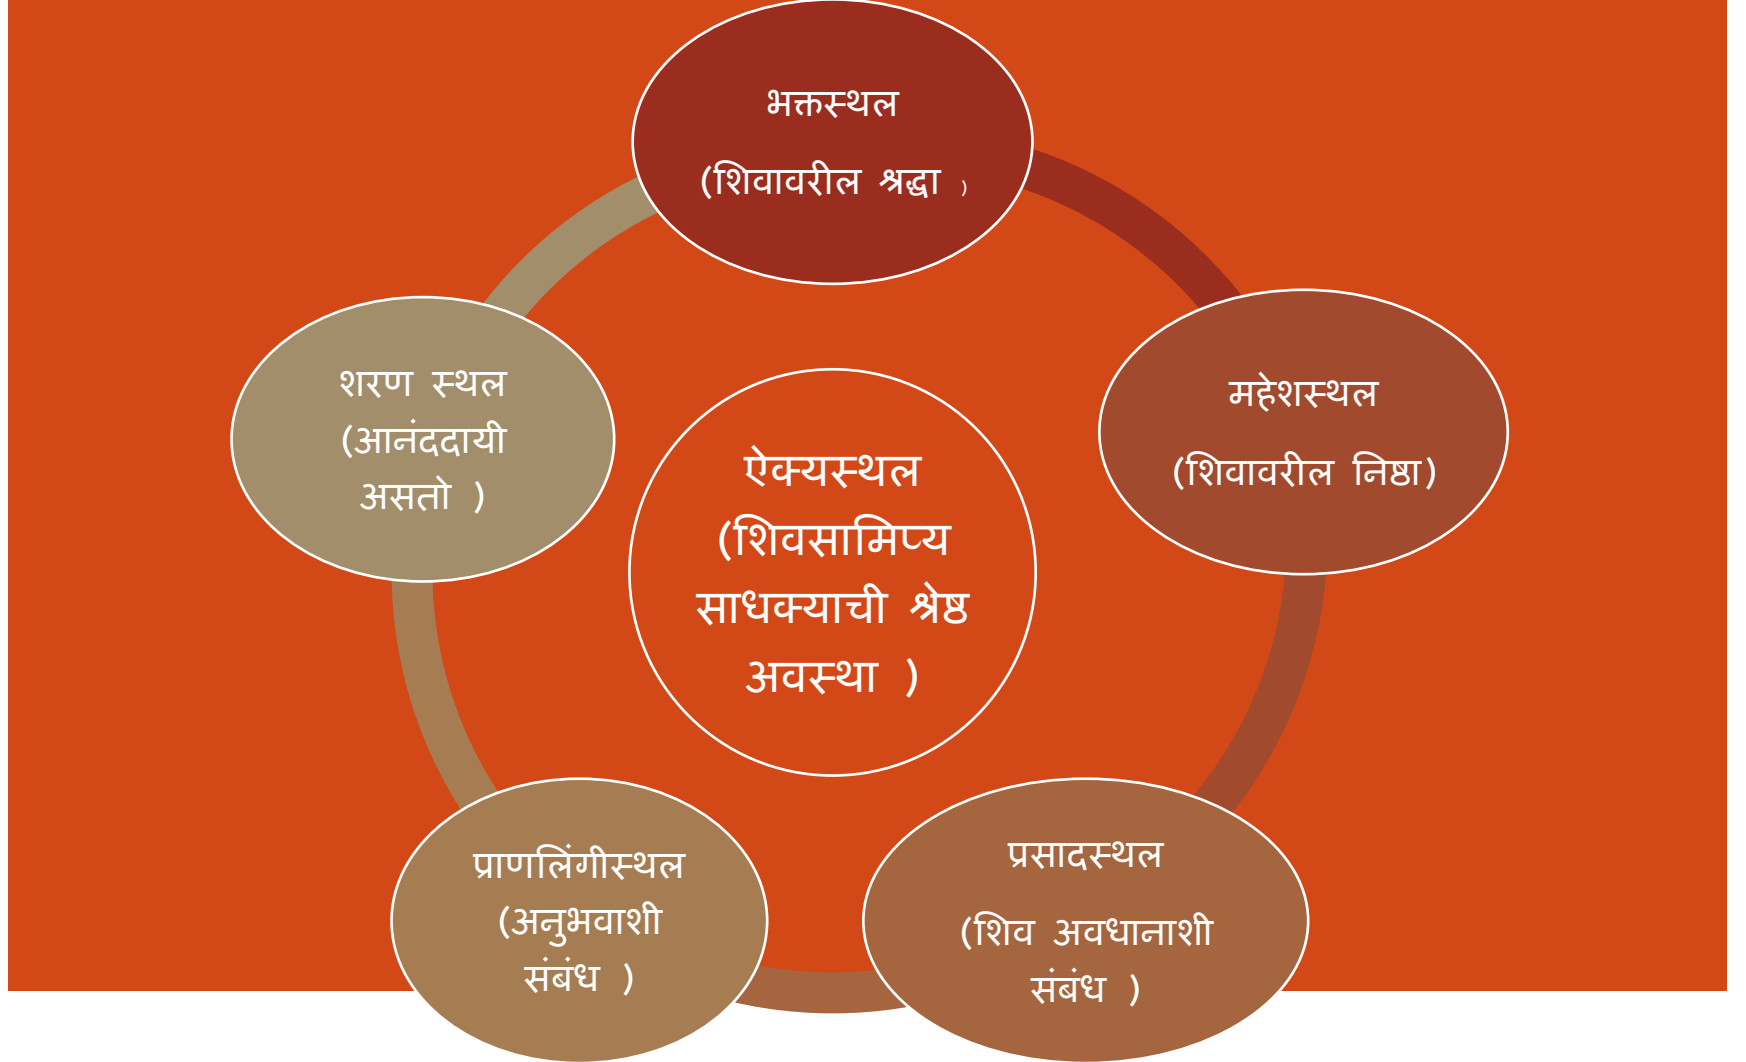 भक्तस्थल
(शिवावरील श्रद्धा )
महेशस्थल
(शिवावरील निष्ठा)
प्रसादस्थल
(शिव अवधानाशी
संबंध )
प्राणलिंगीस्थल
(अनुभवाशी
संबंध )
शरण स्थल
(आनंददायी
असतो )
ऐक्यस्थल
(शिवसामिप्य
साधक्याची श्रेष्ठ
अवस्था )